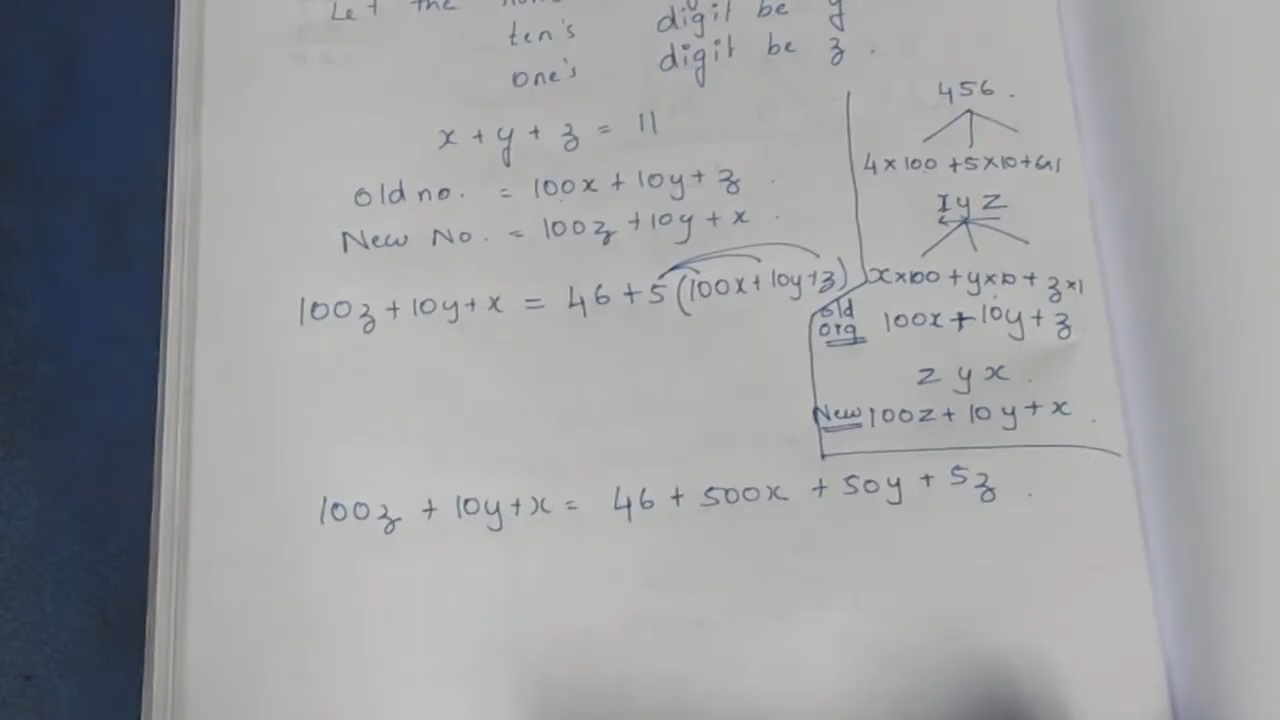 Let the
ten's digit be y
one's digit be z.
x + y + z = 11
Old no. = 100x + 10y + z
New No. = 100z + 10y + x.
100z + 10y + x = 46 + 5(100x + 10y + z)
100z + 10y + x = 46 + 500x + 50y + 5z.
456.
4 × 100 + 5 × 10 +
x y z
x × 100 + y × 10 + z × 1
old
org 100x + 10y + z
z y x.
New 100z + 10y + x.